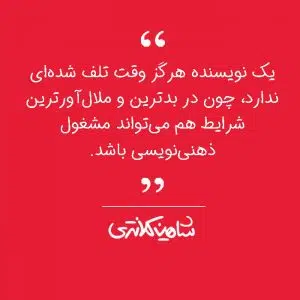 “
یک نویسنده هرگز وقت تلف شده‌ای
ندارد، چون در بدترین و ملال‌آورترین
شرایط هم می‌تواند مشغول
ذهنی‌نویسی باشد.
”
شاهین کلانتری